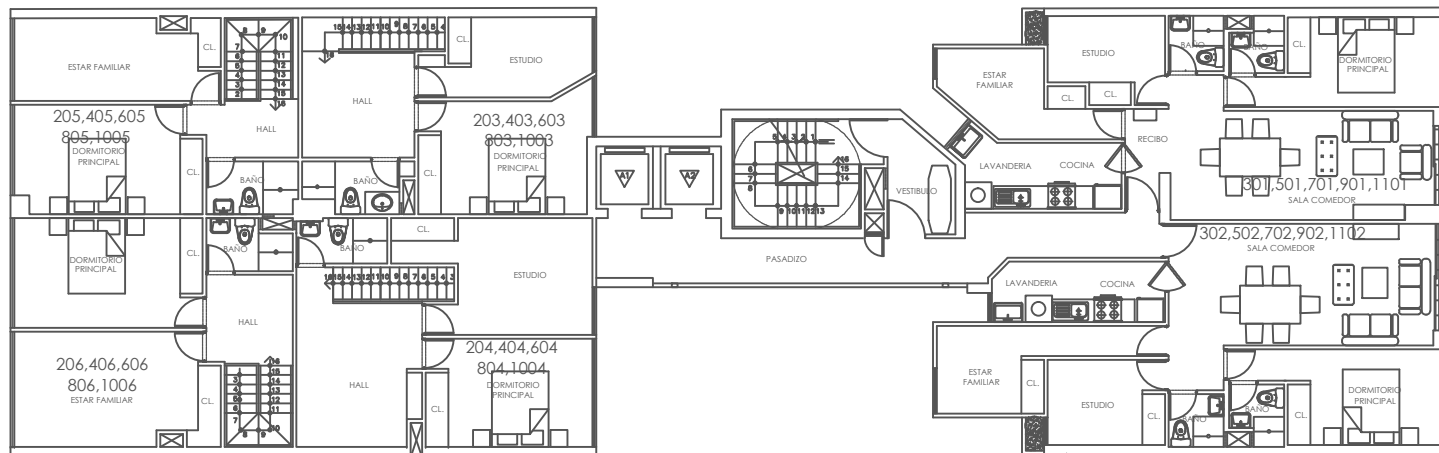 ESTAR FAMILIAR
205,405,605
805,1005
DORMITORIO
PRINCIPAL
CL.
CL.
HALL
BAÑO
HALL
CL.
ESTUDIO
203,403,603
803,1003
DORMITORIO
PRINCIPAL
CL.
BAÑO
DORMITORIO
PRINCIPAL
CL.
BAÑO
HALL
206,406,606
806,1006
ESTAR FAMILIAR
CL.
BAÑO
CL.
ESTUDIO
HALL
204,404,604
804,1004
DORMITORIO
PRINCIPAL
CL.
CL.
A1
A2
VESTIBULO
PASADIZO
ESTAR
FAMILIAR
ESTUDIO
CL.
CL.
BAÑO
BAÑO
CL.
DORMITORIO
PRINCIPAL
RECIBO
LAVANDERIA
COCINA
301,501,701,901,1101
SALA COMEDOR
302,502,702,902,1102
SALA COMEDOR
LAVANDERIA
COCINA
ESTAR
FAMILIAR
CL.
ESTUDIO
CL.
BAÑO
BAÑO
CL.
DORMITORIO
PRINCIPAL